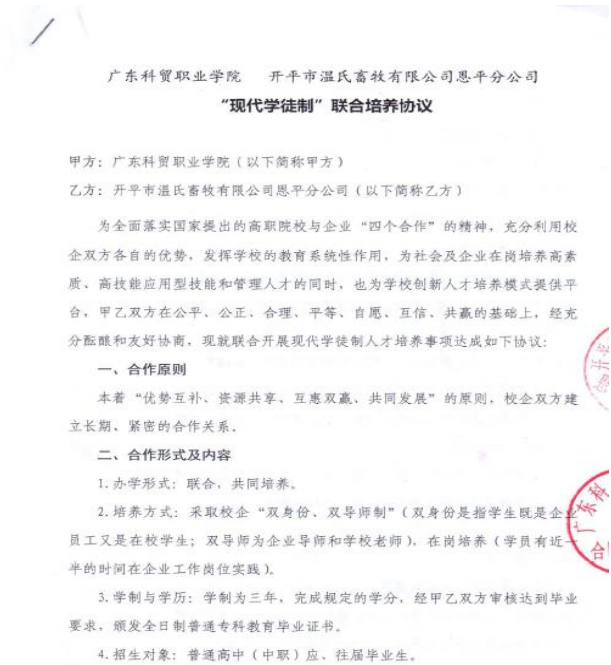 广东科贸职业学院 开平市温氏畜牧有限公司恩平分公司
“现代学徒制”联合培养协议
甲方：广东科贸职业学院（以下简称甲方）
乙方：开平市温氏畜牧有限公司恩平分公司（以下简称乙方）
为全面落实国家提出的高职院校与企业“四个合作”的精神，充分利用校
企双方各自的优势，发挥学校的教育系统性作用，为社会及企业在岗培养高素
质、高技能应用型技能和管理人才的同时，也为学校创新人才培养模式提供平
台，甲乙双方在公平、公正、合理、平等、自愿、互信、共赢的基础上，经充
分酝酿和友好协商，现就联合开展现代学徒制人才培养事项达成如下协议：
一、合作原则
本着“优势互补、资源共享、互惠双赢、共同发展”的原则，校企双方建
立长期、紧密的合作关系。
二、合作形式及内容
1.办学形式：联合，共同培养。
2.培养方式：采取校企“双身份、双导师制”（双身份是指学生既是企业
员工又是在校学生；双导师为企业导师和学校老师），在岗培养（学员有近一
半的时间在企业工作岗位实践）。
3.学制与学历：学制为三年，完成规定的学分，经甲乙双方审核达到毕业
要求，颁发全日制普通专科教育毕业证书。
4.招生对象：普通高中（中职）应、往届毕业生。
开平
广东科
合同